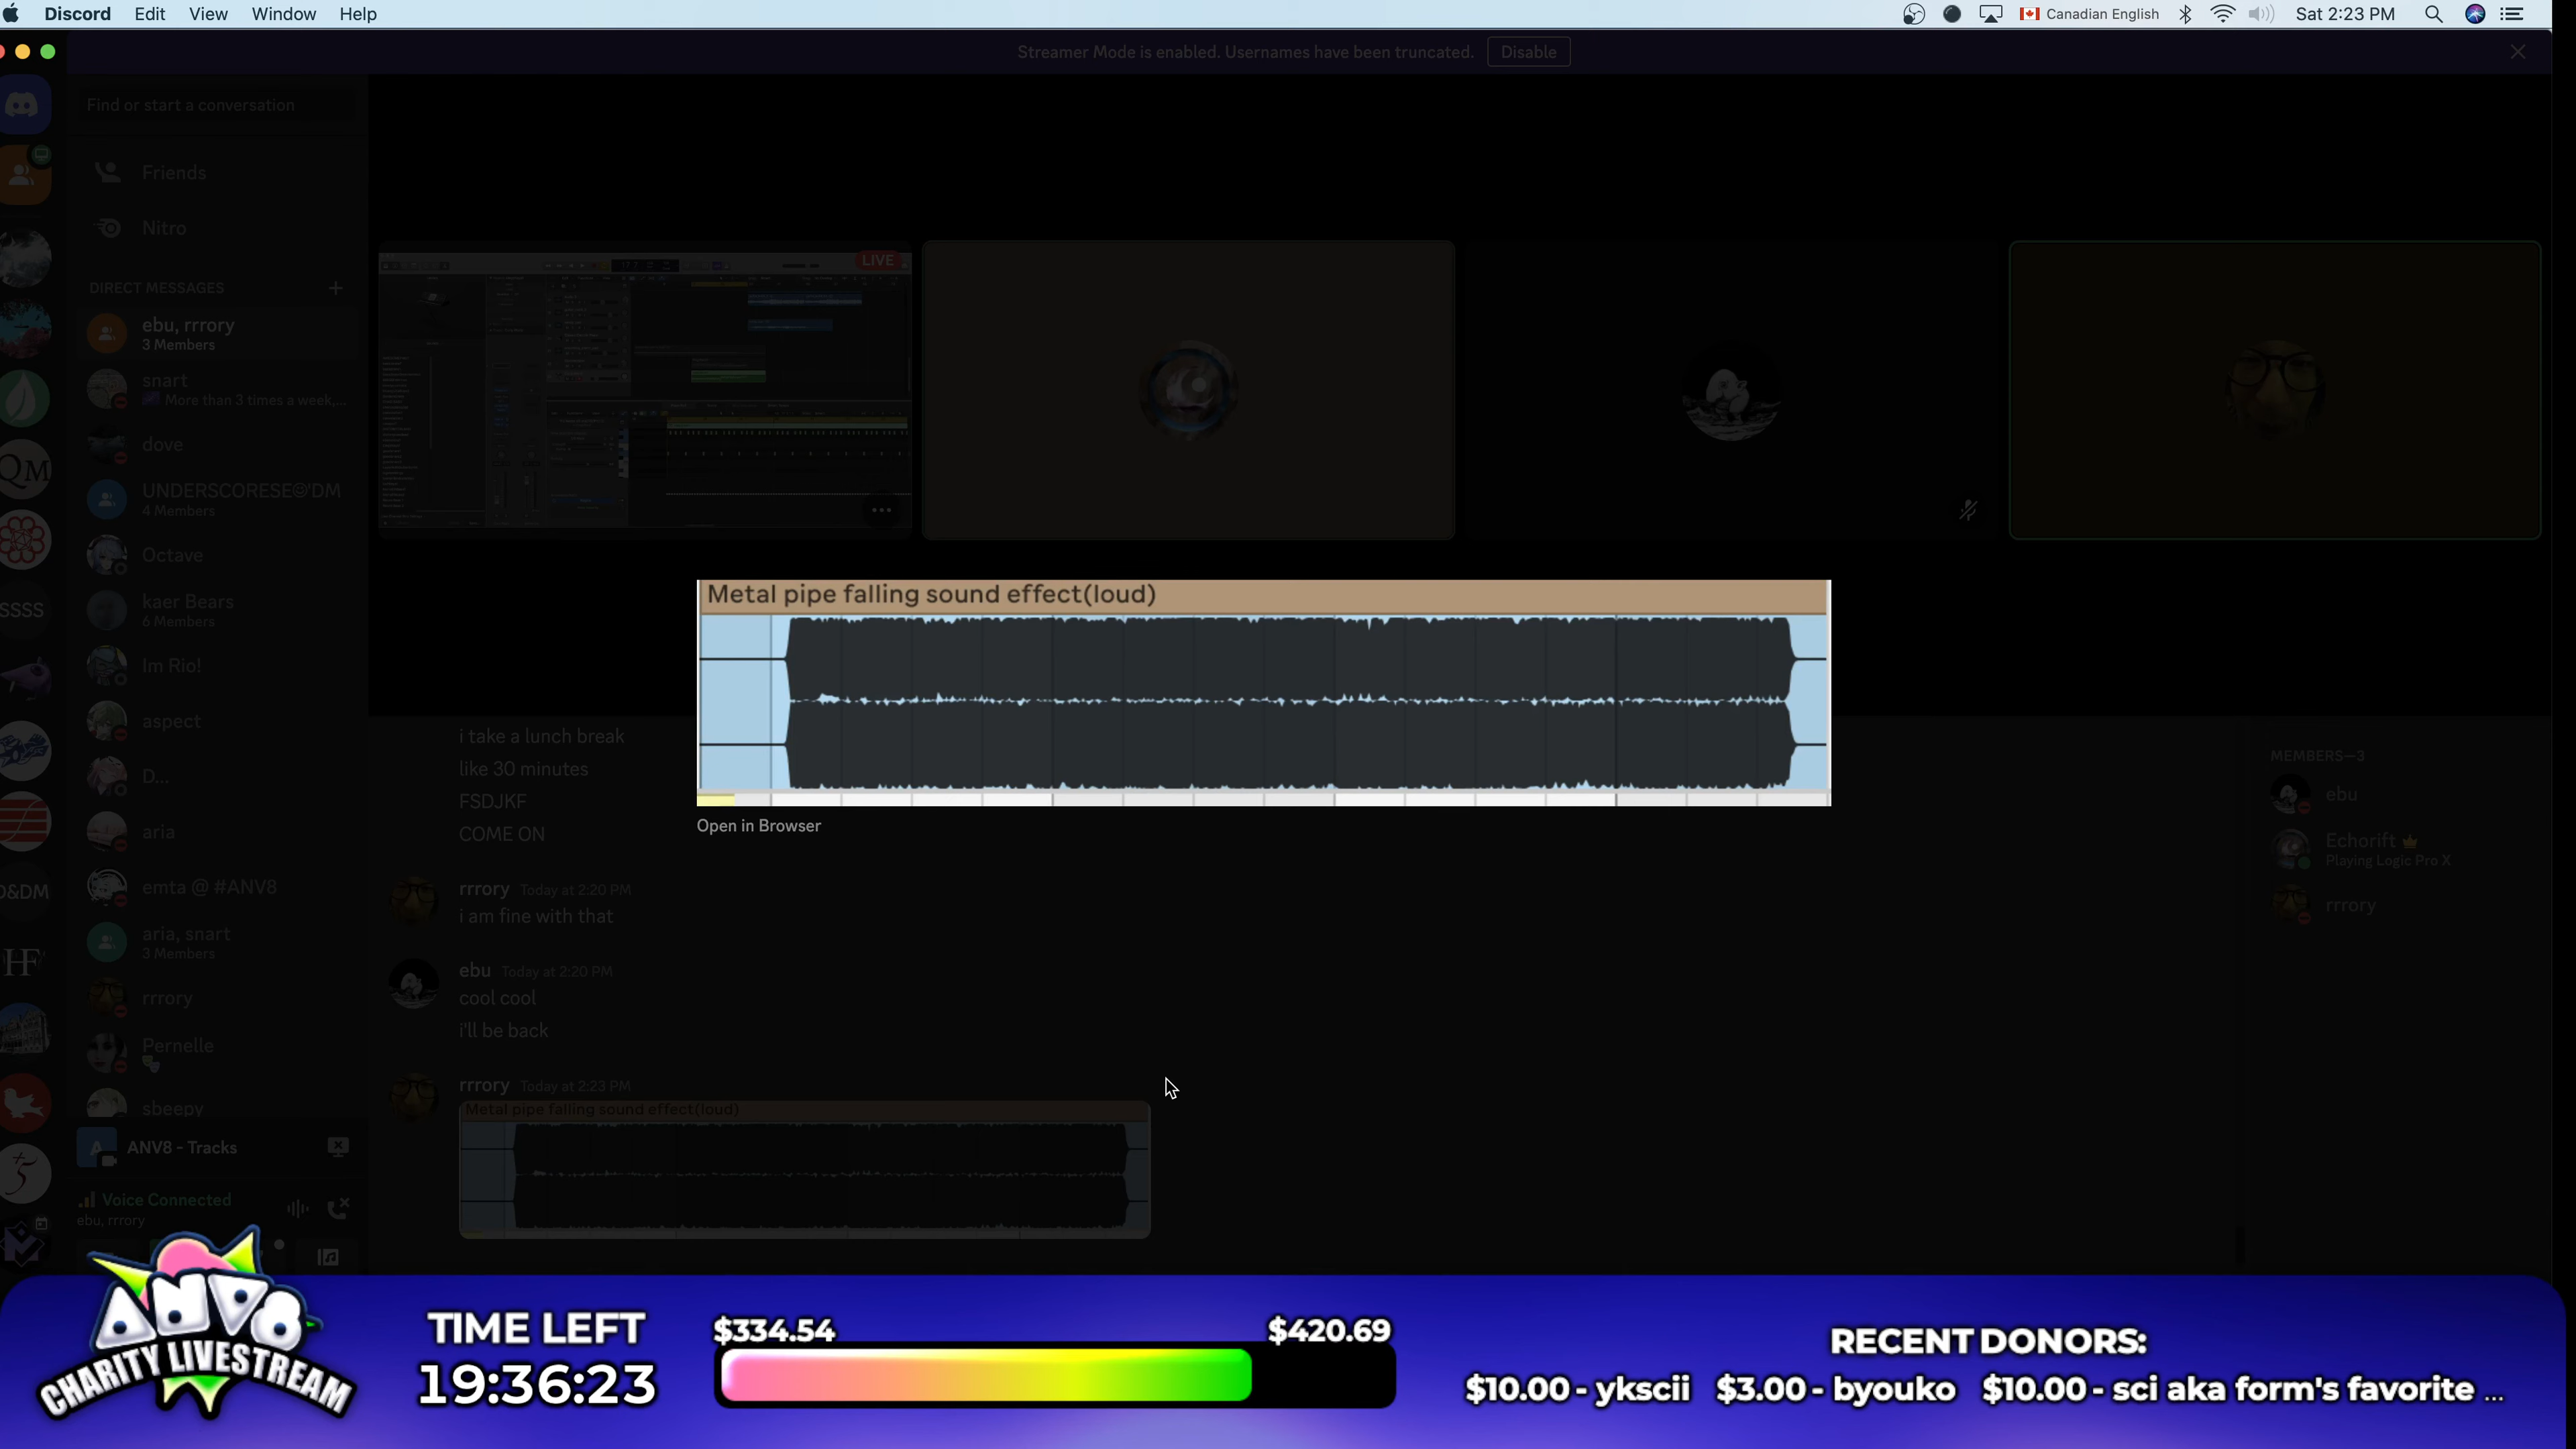 Discord Edit View Window Help
Canadian English Sat 2:23 PM
Streamer Mode is enabled. Usernames have been truncated. Disable
Find or start a conversation
Friends
Nitro
DIRECT MESSAGES
ebu, rrrory
3 Members
snart
More than 3 times a week,...
dove
UNDERSCORESE☺'DM
4 Members
QM
Octave
kaer Bears
6 Members
SSSS
Im Rio!
aspect
D...
aria
emta @ #ANV8
D&DM
aria, snart
3 Members
HF
rrrory
Pernelle
sbeepy
A ANV8 - Tracks
Voice Connected
ebu, rrrory
LIVE
Metal pipe falling sound effect(loud)
Open in Browser
i take a lunch break
like 30 minutes
FSDJKF
COME ON
rrrory Today at 2:20 PM
i am fine with that
ebu Today at 2:20 PM
cool cool
i'll be back
rrrory Today at 2:23 PM
Metal pipe falling sound effect(loud)
MEMBERS—3
ebu
Echorift
Playing Logic Pro X
rrrory
ANV8
CHARITY LIVESTREAM
TIME LEFT
19:36:23
$334.54 $420.69
RECENT DONORS:
$10.00 - ykscii $3.00 - byouko $10.00 - sci aka form's favorite ...